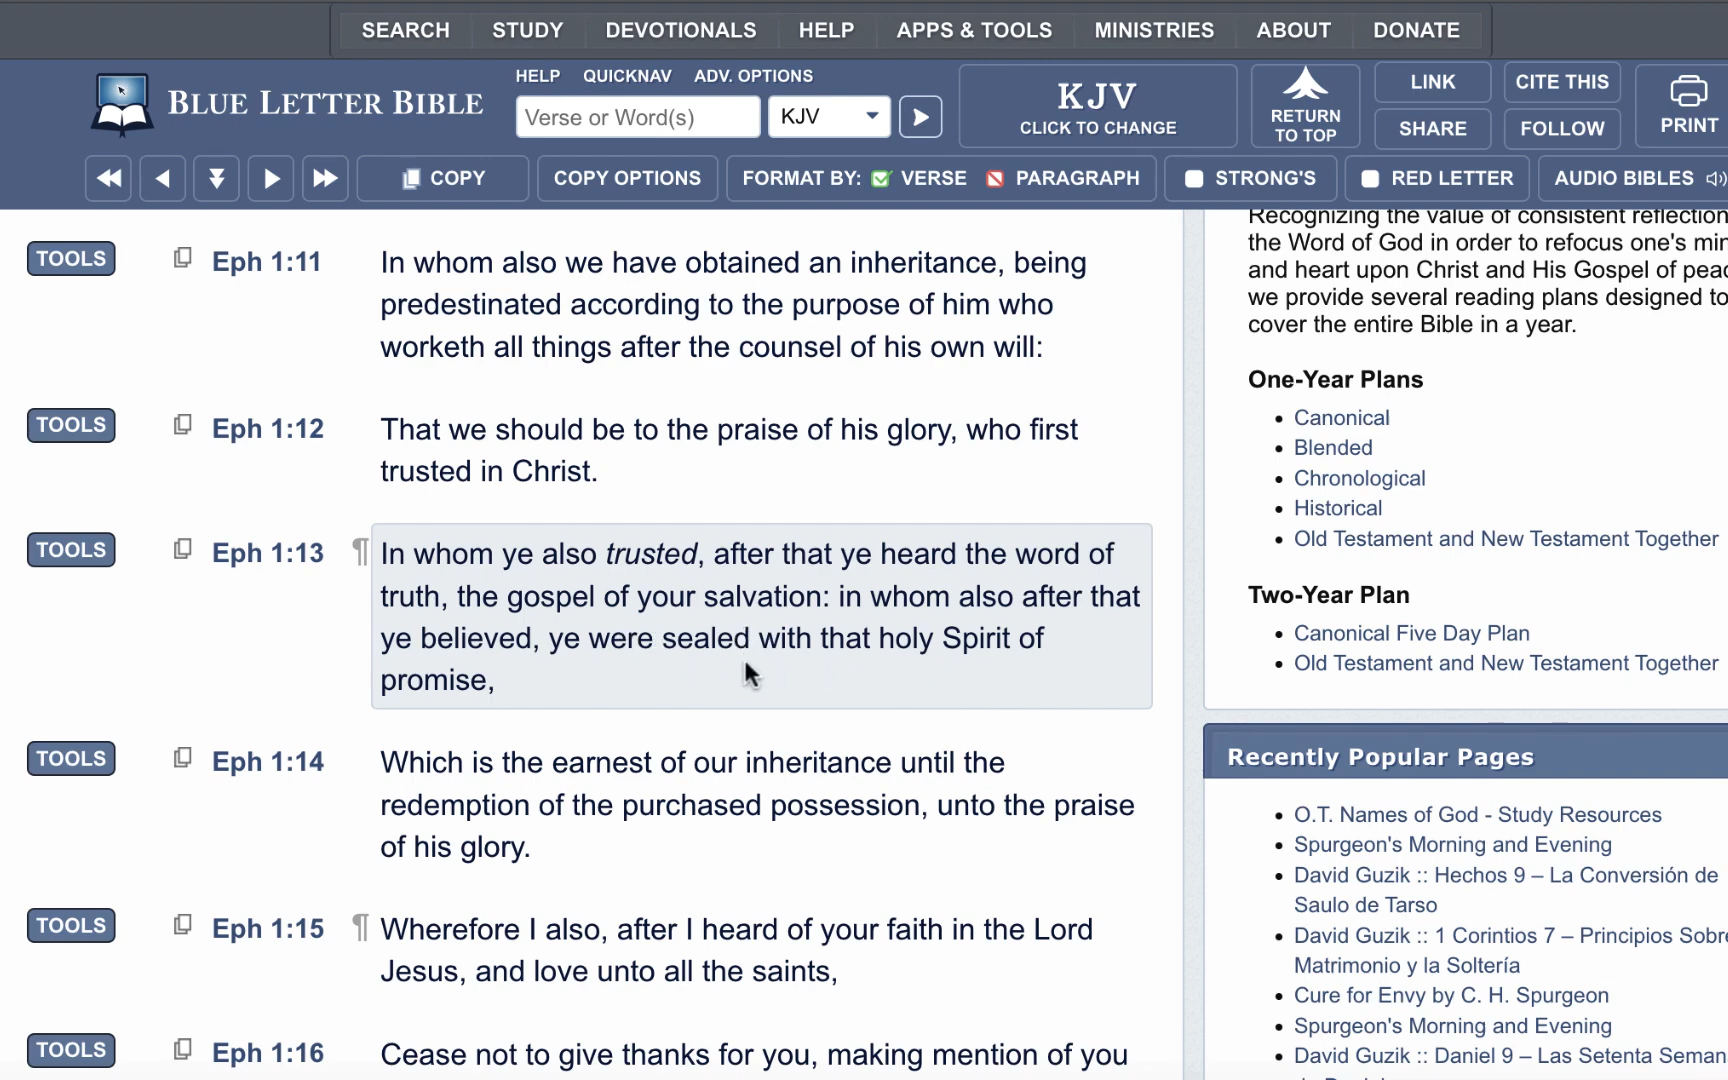 SEARCH STUDY DEVOTIONALS HELP APPS & TOOLS MINISTRIES ABOUT DONATE
BLUE LETTER BIBLE
HELP QUICKNAV ADV. OPTIONS
Verse or Word(s) KJV
KJV
CLICK TO CHANGE
RETURN
TO TOP
LINK CITE THIS
SHARE FOLLOW
PRINT
COPY COPY OPTIONS FORMAT BY: VERSE PARAGRAPH STRONG'S RED LETTER AUDIO BIBLES
TOOLS Eph 1:11 In whom also we have obtained an inheritance, being
predestinated according to the purpose of him who
worketh all things after the counsel of his own will:
TOOLS Eph 1:12 That we should be to the praise of his glory, who first
trusted in Christ.
TOOLS Eph 1:13 ¶ In whom ye also trusted, after that ye heard the word of
truth, the gospel of your salvation: in whom also after that
ye believed, ye were sealed with that holy Spirit of
promise,
TOOLS Eph 1:14 Which is the earnest of our inheritance until the
redemption of the purchased possession, unto the praise
of his glory.
TOOLS Eph 1:15 ¶ Wherefore I also, after I heard of your faith in the Lord
Jesus, and love unto all the saints,
TOOLS Eph 1:16 Cease not to give thanks for you, making mention of you
Recognizing the value of consistent reflection
the Word of God in order to refocus one's min
and heart upon Christ and His Gospel of peac
we provide several reading plans designed to
cover the entire Bible in a year.
One-Year Plans
Canonical
Blended
Chronological
Historical
Old Testament and New Testament Together
Two-Year Plan
Canonical Five Day Plan
Old Testament and New Testament Together
Recently Popular Pages
O.T. Names of God - Study Resources
Spurgeon's Morning and Evening
David Guzik :: Hechos 9 – La Conversión de
Saulo de Tarso
David Guzik :: 1 Corintios 7 – Principios Sobre
Matrimonio y la Soltería
Cure for Envy by C. H. Spurgeon
Spurgeon's Morning and Evening
David Guzik :: Daniel 9 – Las Setenta Seman